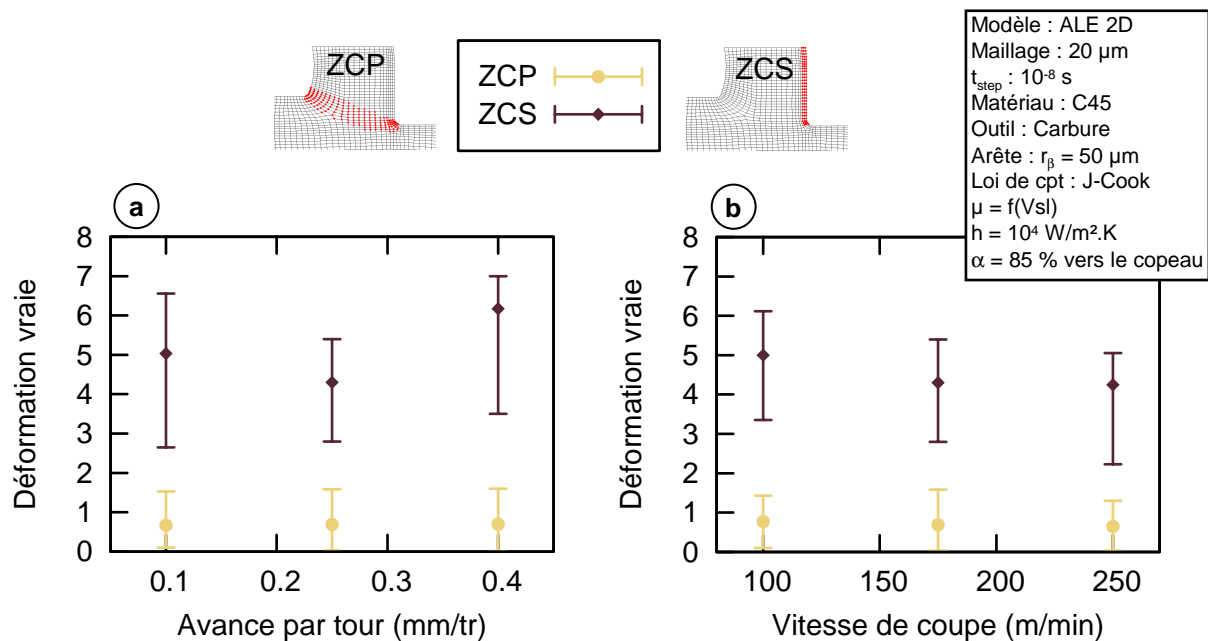 ZCP
ZCP
ZCS
ZCS
Modèle : ALE 2D
Maillage : 20 µm
tstep : 10-8 s
Matériau : C45
Outil : Carbure
Arête : rβ = 50 µm
Loi de cpt : J-Cook
µ = f(Vsl)
h = 10⁴ W/m².K
α = 85 % vers le copeau
a
Déformation vraie
8
7
6
5
4
3
2
1
0
0.1 0.2 0.3 0.4
Avance par tour (mm/tr)
b
Déformation vraie
8
7
6
5
4
3
2
1
0
100 150 200 250
Vitesse de coupe (m/min)